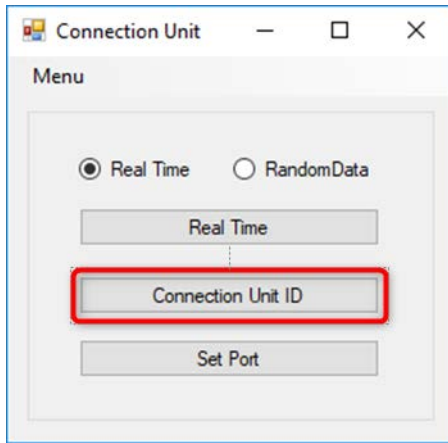 Connection Unit
Menu
Real Time RandomData
Real Time
Connection Unit ID
Set Port